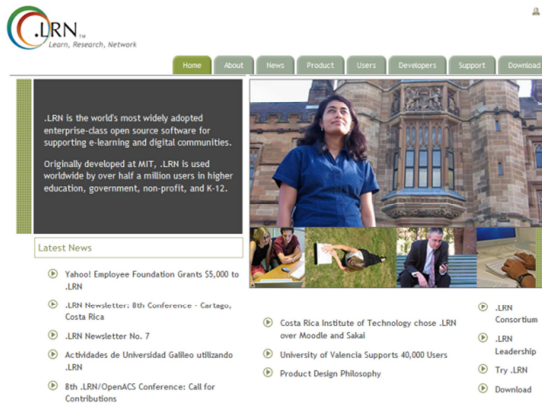 .LRN™
Learn, Research, Network
Home
About
News
Product
Users
Developers
Support
Download
.LRN is the world's most widely adopted
enterprise-class open source software for
supporting e-learning and digital communities.
Originally developed at MIT, .LRN is used
worldwide by over half a million users in higher
education, government, non-profit, and K-12.
Latest News
Yahoo! Employee Foundation Grants $5,000 to
.LRN
.LRN Newsletter: 8th Conference - Cartago,
Costa Rica
.LRN Newsletter No. 7
Actividades de Universidad Galileo utilizando
.LRN
8th .LRN/OpenACS Conference: Call for
Contributions
Costa Rica Institute of Technology chose .LRN
over Moodle and Sakai
University of Valencia Supports 40,000 Users
Product Design Philosophy
.LRN
Consortium
.LRN
Leadership
Try .LRN
Download